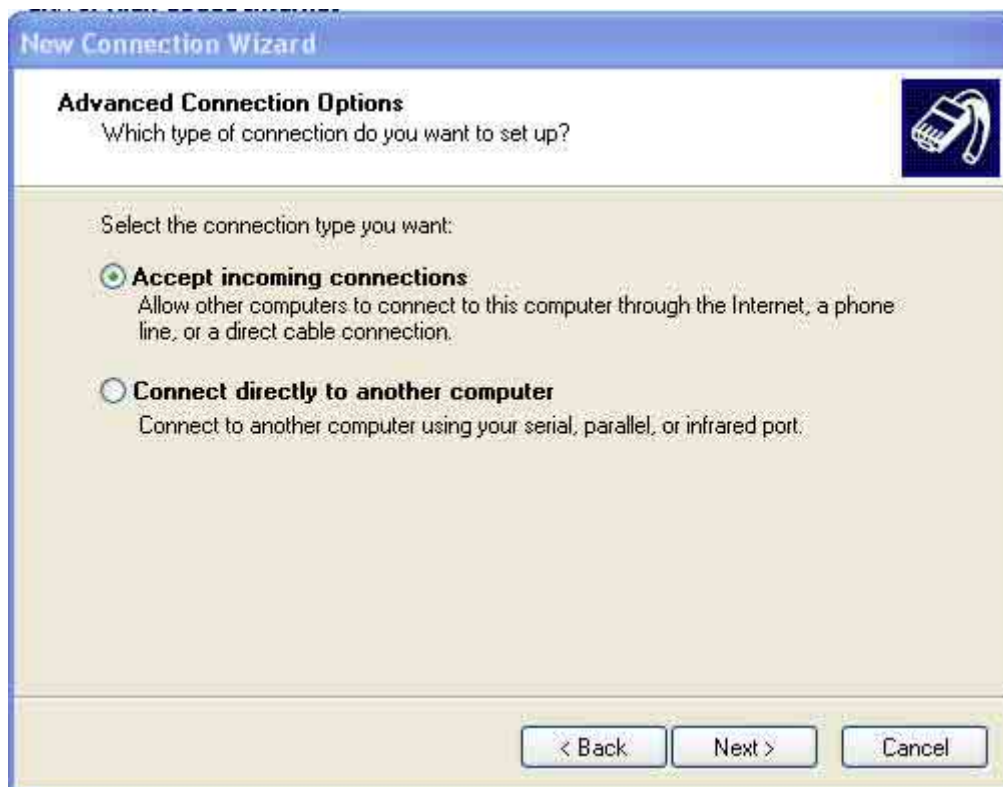 New Connection Wizard
Advanced Connection Options
Which type of connection do you want to set up?
Select the connection type you want:
Accept incoming connections
Allow other computers to connect to this computer through the Internet, a phone
line, or a direct cable connection.
Connect directly to another computer
Connect to another computer using your serial, parallel, or infrared port.
< Back
Next >
Cancel